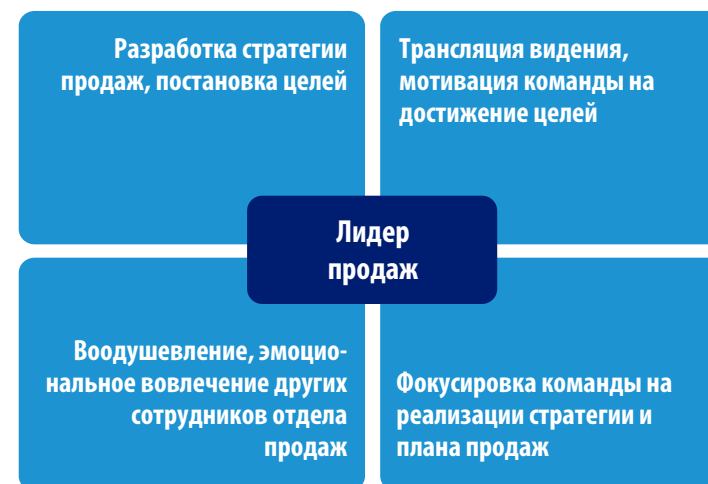 Разработка стратегии
продаж, постановка целей
Трансляция видения,
мотивация команды на
достижение целей
Лидер
продаж
Воодушевление, эмоцио-
нальное вовлечение других
сотрудников отдела
продаж
Фокусировка команды на
реализации стратегии и
плана продаж